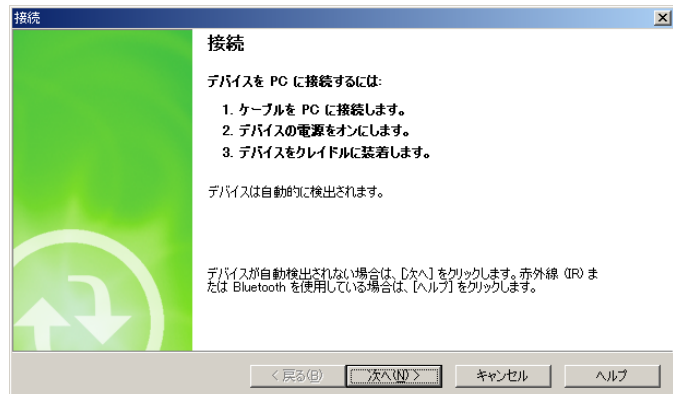 接続
接続
デバイスを PC に接続するには:
1. ケーブルを PC に接続します。
2. デバイスの電源をオンにします。
3. デバイスをクレイドルに装着します。
デバイスは自動的に検出されます。
デバイスが自動検出されない場合は、[次へ] をクリックします。赤外線 (IR) ま
たは Bluetooth を使用している場合は、[ヘルプ] をクリックします。
< 戻る(B)
次へ(N) >
キャンセル
ヘルプ